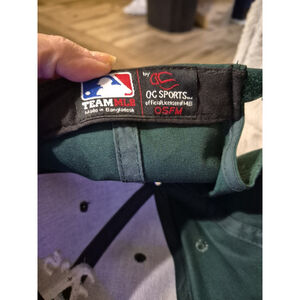 TEAM MLB
Made in Bangladesh
by
OC SPORTS
official licensee of MLB
OSFM